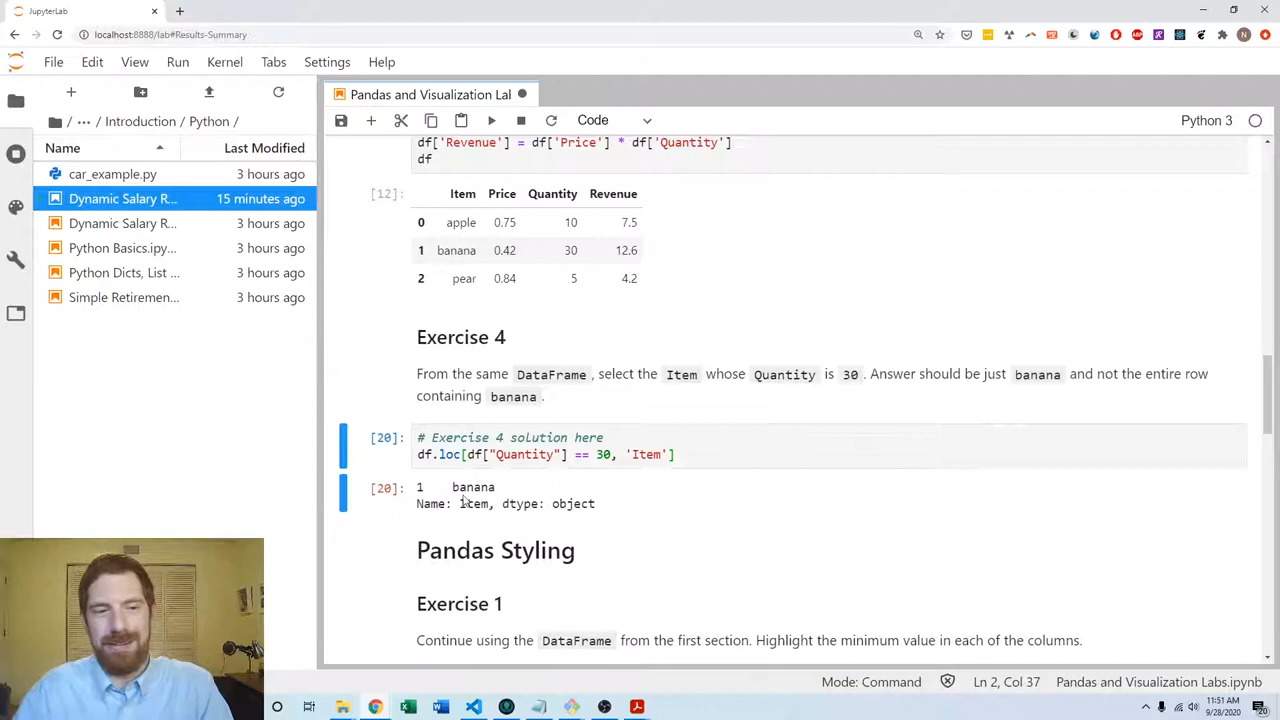 JupyterLab
localhost:8888/lab#Results-Summary
File Edit View Run Kernel Tabs Settings Help
Pandas and Visualization Lal
/ ··· / Introduction / Python /
Code
Python 3
Name Last Modified
car_example.py 3 hours ago
Dynamic Salary R... 15 minutes ago
Dynamic Salary R... 3 hours ago
Python Basics.ipy... 3 hours ago
Python Dicts, List ... 3 hours ago
Simple Retiremen... 3 hours ago
df['Revenue'] = df['Price'] * df['Quantity']
df
[12]:
Item Price Quantity Revenue
0 apple 0.75 10 7.5
1 banana 0.42 30 12.6
2 pear 0.84 5 4.2
Exercise 4
From the same DataFrame, select the Item whose Quantity is 30. Answer should be just banana and not the entire row
containing banana.
[20]: # Exercise 4 solution here
df.loc[df["Quantity"] == 30, 'Item']
[20]: 1 banana
Name: Item, dtype: object
Pandas Styling
Exercise 1
Continue using the DataFrame from the first section. Highlight the minimum value in each of the columns.
Mode: Command Ln 2, Col 37 Pandas and Visualization Labs.ipynb
11:51 AM
9/28/2020
20